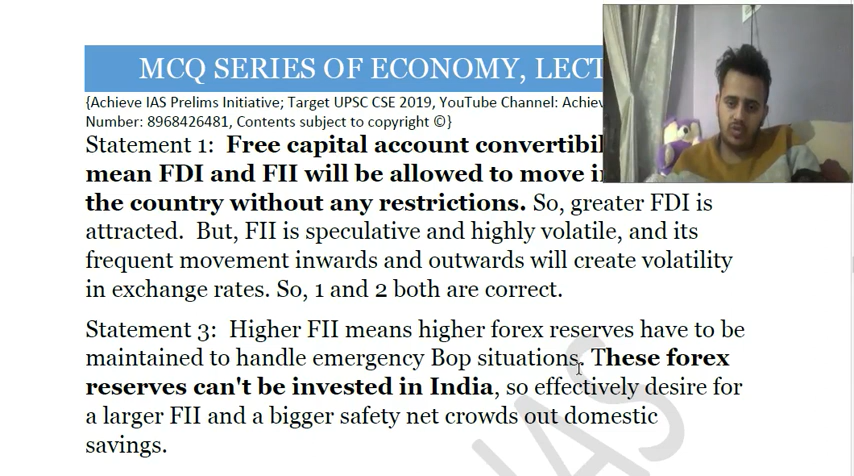 MCQ SERIES OF ECONOMY, LECT
{Achieve IAS Prelims Initiative; Target UPSC CSE 2019, YouTube Channel: Achiev
Number: 8968426481, Contents subject to copyright ©}
Statement 1: Free capital account convertibil
mean FDI and FII will be allowed to move in
the country without any restrictions. So, greater FDI is
attracted. But, FII is speculative and highly volatile, and its
frequent movement inwards and outwards will create volatility
in exchange rates. So, 1 and 2 both are correct.
Statement 3: Higher FII means higher forex reserves have to be
maintained to handle emergency Bop situations. These forex
reserves can't be invested in India, so effectively desire for
a larger FII and a bigger safety net crowds out domestic
savings.
IAS